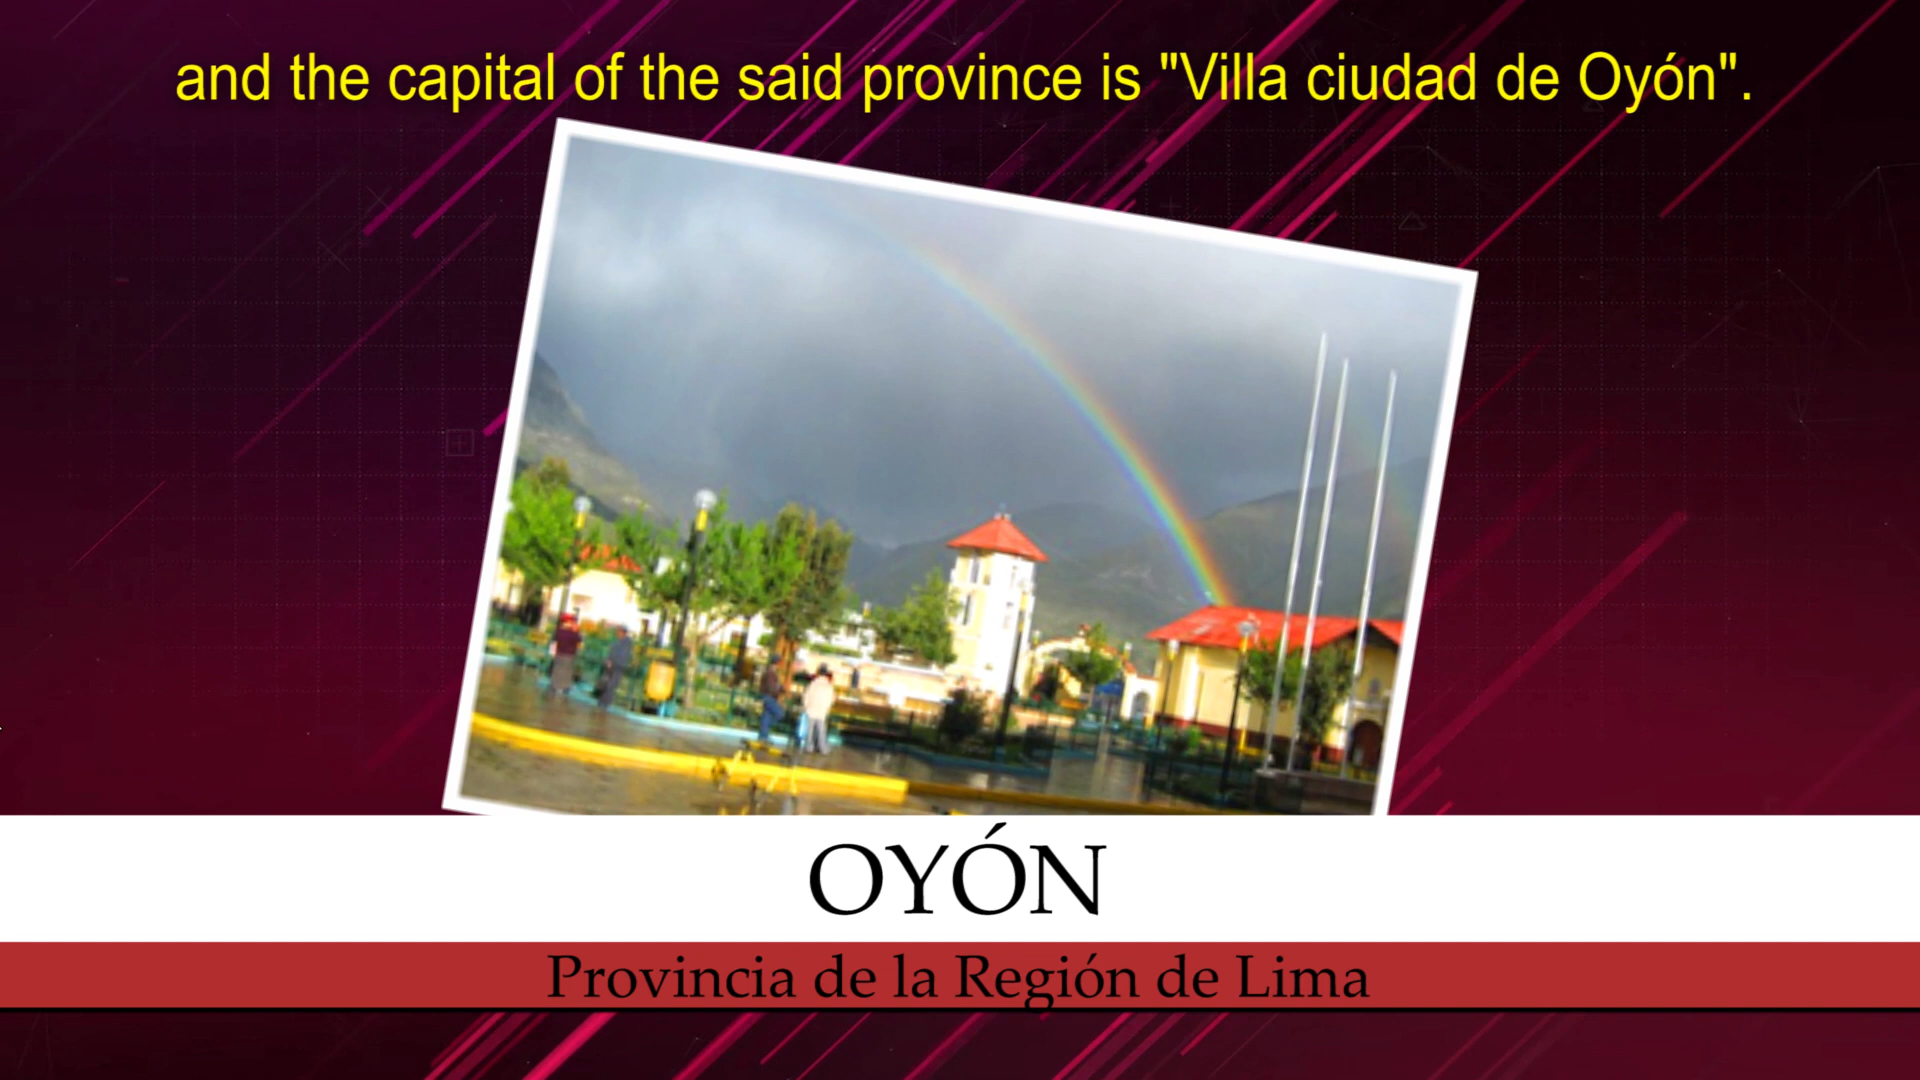 and the capital of the said province is "Villa ciudad de Oyón".
OYÓN
Provincia de la Región de Lima